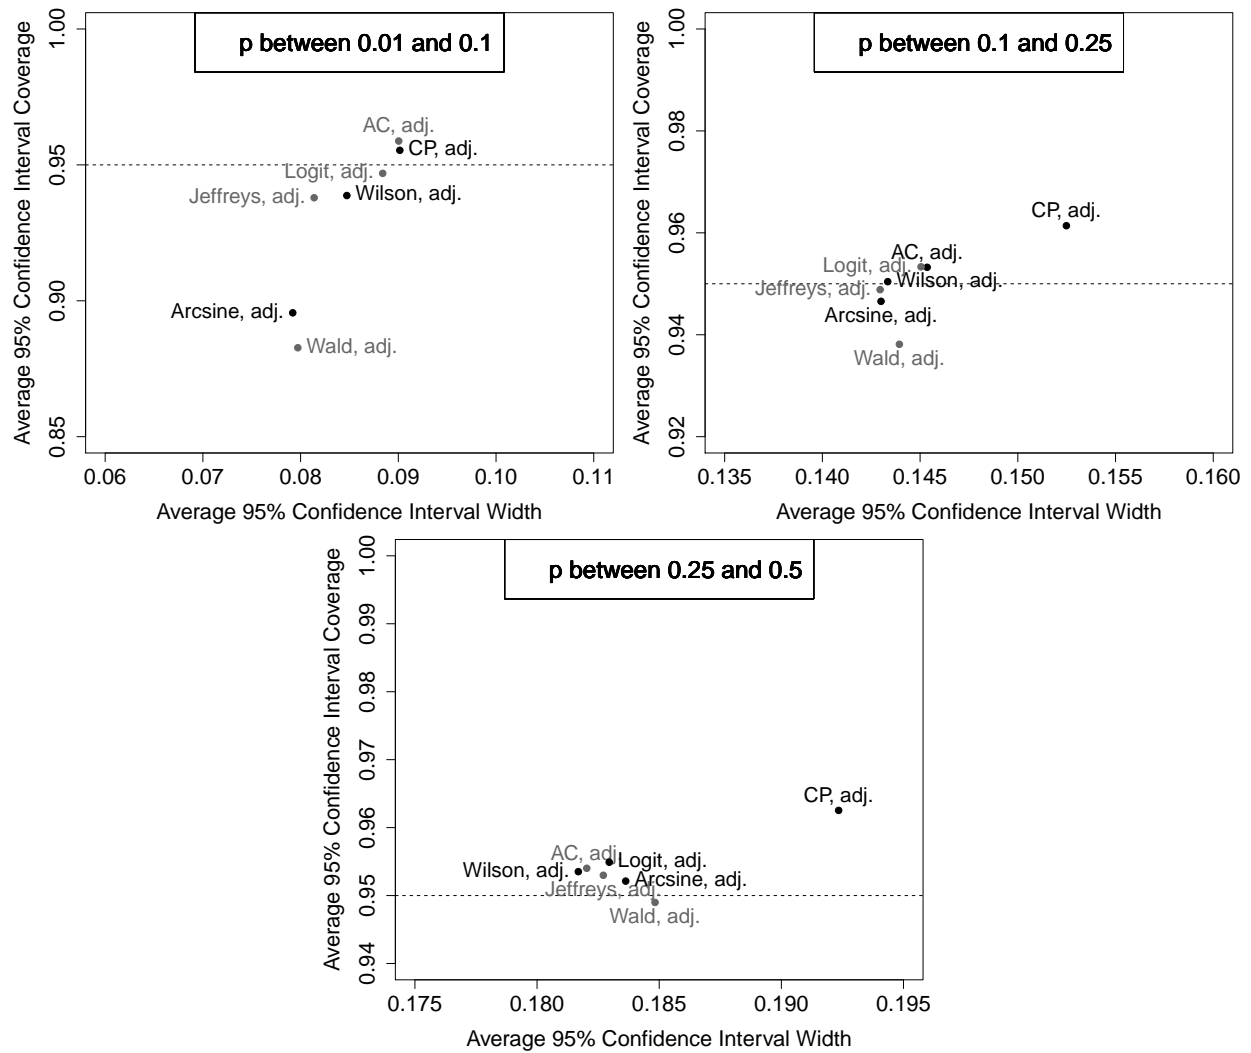 p between 0.01 and 0.1
Average 95% Confidence Interval Coverage
1.00
0.95
0.90
0.85
AC, adj.
CP, adj.
Logit, adj.
Jeffreys, adj.
Wilson, adj.
Arcsine, adj.
Wald, adj.
0.06 0.07 0.08 0.09 0.10 0.11
Average 95% Confidence Interval Width
p between 0.1 and 0.25
Average 95% Confidence Interval Coverage
1.00
0.98
0.96
0.94
0.92
CP, adj.
AC, adj.
Logit, adj.
Wilson, adj.
Jeffreys, adj.
Arcsine, adj.
Wald, adj.
0.135 0.140 0.145 0.150 0.155 0.160
Average 95% Confidence Interval Width
p between 0.25 and 0.5
Average 95% Confidence Interval Coverage
1.00
0.99
0.98
0.97
0.96
0.95
0.94
CP, adj.
AC, adj.
Logit, adj.
Wilson, adj.
Arcsine, adj.
Jeffreys, adj.
Wald, adj.
0.175 0.180 0.185 0.190 0.195
Average 95% Confidence Interval Width